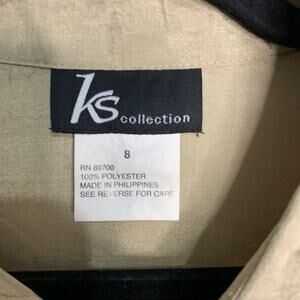 ks collection
8
RN 89700
100% POLYESTER
MADE IN PHILIPPINES
SEE REVERSE FOR CARE